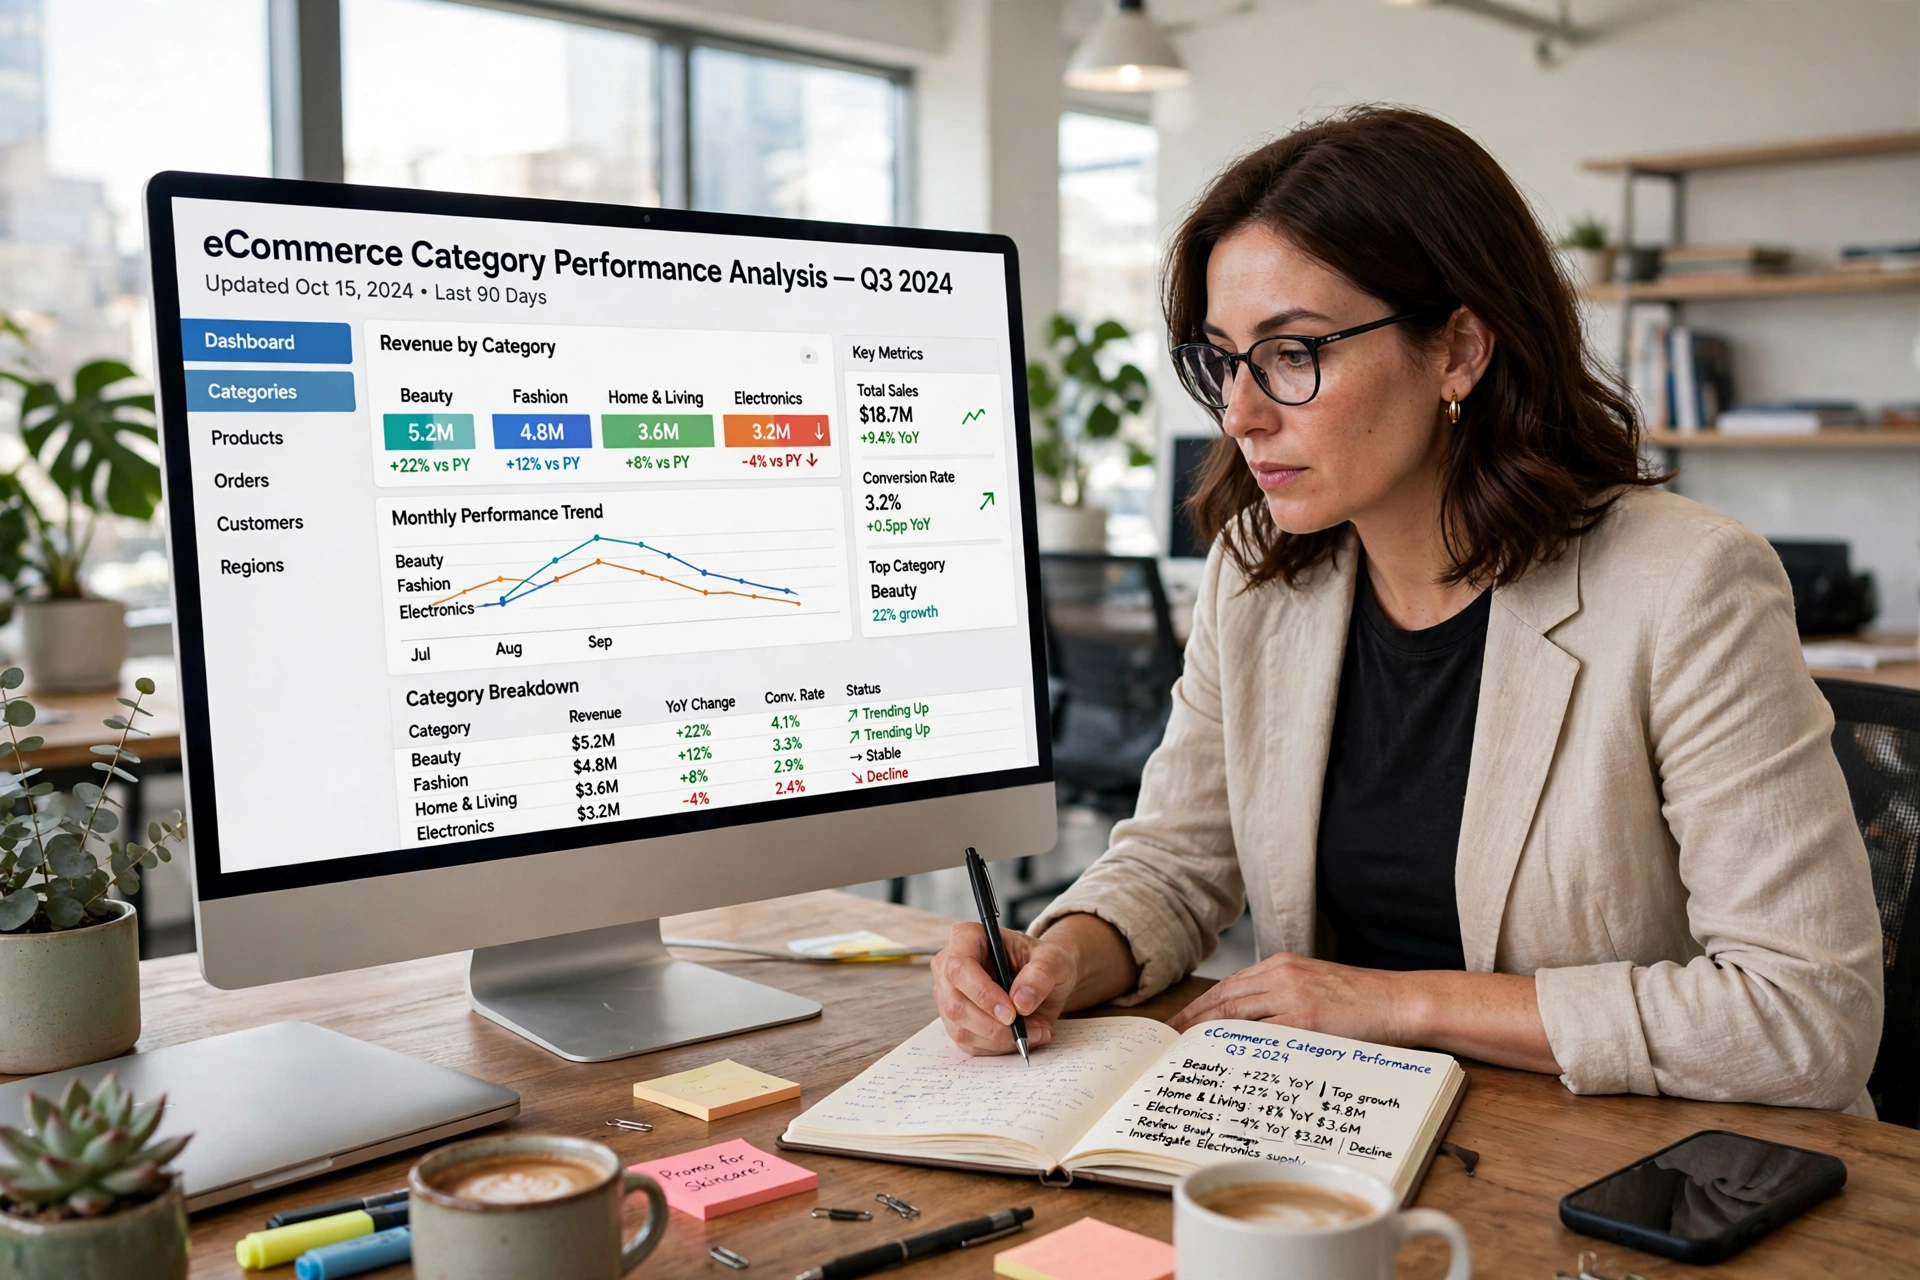 eCommerce Category Performance Analysis — Q3 2024
Updated Oct 15, 2024 • Last 90 Days
Dashboard
Categories
Products
Orders
Customers
Regions
Revenue by Category
Beauty Fashion Home & Living Electronics
5.2M 4.8M 3.6M 3.2M ↓
+22% vs PY +12% vs PY +8% vs PY -4% vs PY ↓
Monthly Performance Trend
Beauty
Fashion
Electronics
Jul Aug Sep
Key Metrics
Total Sales
$18.7M
+9.4% YoY
Conversion Rate
3.2%
+0.5pp YoY
Top Category
Beauty
22% growth
Category Breakdown
Category Revenue YoY Change Conv. Rate Status
Beauty $5.2M +22% 4.1% ↗ Trending Up
Fashion $4.8M +12% 3.3% ↗ Trending Up
Home & Living $3.6M +8% 2.9% → Stable
Electronics $3.2M -4% 2.4% ↘ Decline
eCommerce Category Performance
Q3 2024
- Beauty: +22% YoY | Top growth
- Fashion: +12% YoY $4.8M
- Home & Living: +8% YoY $3.6M
- Electronics: -4% YoY $3.2M | Decline
- Review Beauty
- Investigate Electronics supply
Promo for
Skincare?